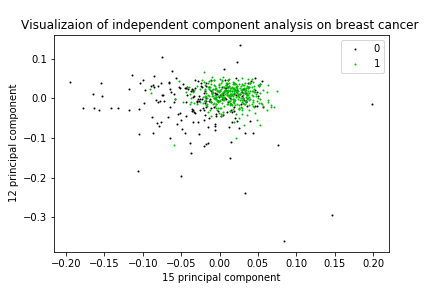 Visualizaion of independent component analysis on breast cancer
0
1
0.1
0.0
−0.1
−0.2
−0.3
12 principal component
−0.20 −0.15 −0.10 −0.05 0.00 0.05 0.10 0.15 0.20
15 principal component